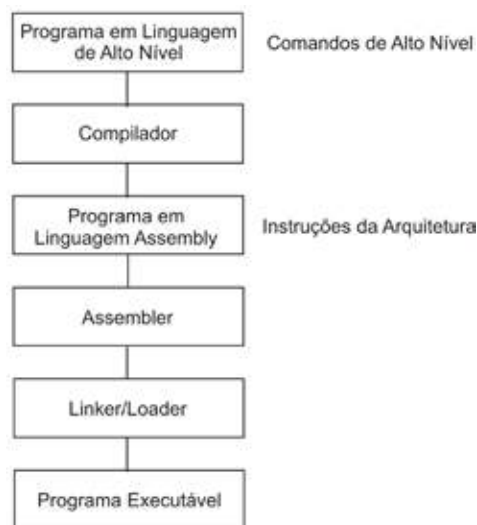 Programa em Linguagem
de Alto Nível
Comandos de Alto Nível
Compilador
Programa em
Linguagem Assembly
Instruções da Arquitetura
Assembler
Linker/Loader
Programa Executável